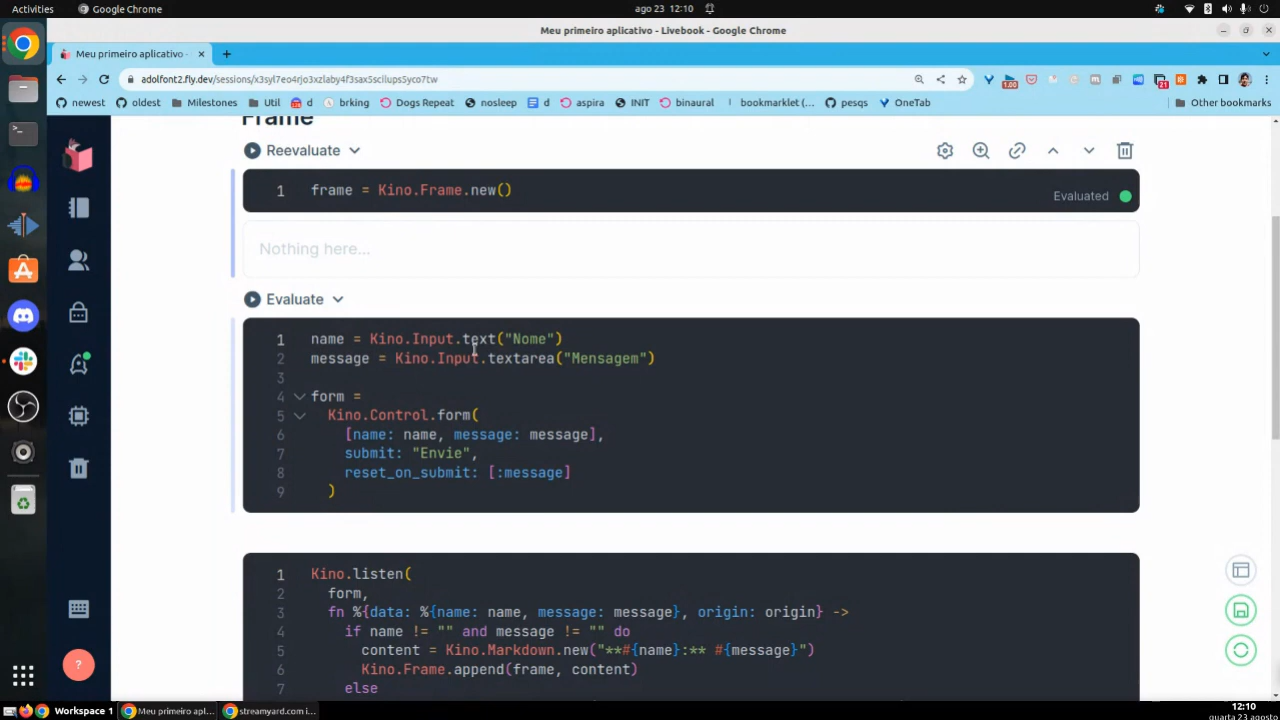 Activities
Google Chrome
ago 23 12:10
Meu primeiro aplicativo - Livebook - Google Chrome
Meu primeiro aplicativo -
adolfont2.fly.dev/sessions/x3syl7eo4rjo3xzlaby4f3sax5scilups5yco7tw
1.00
21
newest
oldest
Milestones
Util
d
brking
Dogs Repeat
nosleep
d
aspira
INIT
binaural
bookmarklet (...
pesqs
OneTab
Other bookmarks
Frame
Reevaluate
1 frame = Kino.Frame.new()
Evaluated
Nothing here...
Evaluate
1 name = Kino.Input.text("Nome")
2 message = Kino.Input.textarea("Mensagem")
3
4 form =
5 Kino.Control.form(
6 [name: name, message: message],
7 submit: "Envie",
8 reset_on_submit: [:message]
9 )
1 Kino.listen(
2 form,
3 fn %{data: %{name: name, message: message}, origin: origin} ->
4 if name != "" and message != "" do
5 content = Kino.Markdown.new("**#{name}:** #{message}")
6 Kino.Frame.append(frame, content)
7 else
?
Workspace 1
Meu primeiro apl...
streamyard.com i...
12:10
quarta 23 agosto